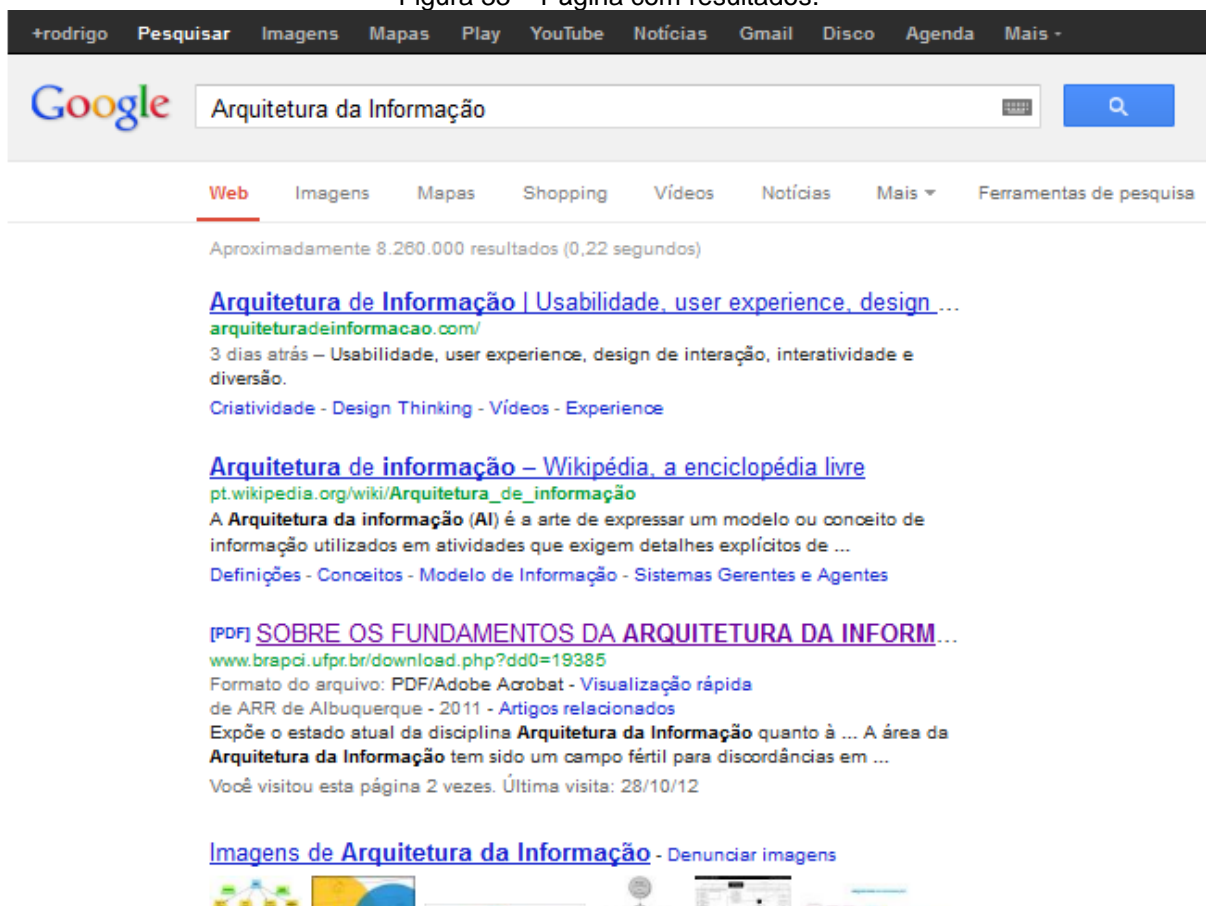 Figura 38 – Página com resultados.
+rodrigo Pesquisar Imagens Mapas Play YouTube Notícias Gmail Disco Agenda Mais
Google Arquitetura da Informação
Web Imagens Mapas Shopping Vídeos Notícias Mais Ferramentas de pesquisa
Aproximadamente 8.260.000 resultados (0,22 segundos)
Arquitetura de Informação | Usabilidade, user experience, design ...
arquiteturadeinformacao.com/
3 dias atrás – Usabilidade, user experience, design de interação, interatividade e
diversão.
Criatividade - Design Thinking - Vídeos - Experience
Arquitetura de informação – Wikipédia, a enciclopédia livre
pt.wikipedia.org/wiki/Arquitetura_de_informação
A Arquitetura da informação (AI) é a arte de expressar um modelo ou conceito de
informação utilizados em atividades que exigem detalhes explícitos de ...
Definições - Conceitos - Modelo de Informação - Sistemas Gerentes e Agentes
[PDF] SOBRE OS FUNDAMENTOS DA ARQUITETURA DA INFORM...
www.brapci.ufpr.br/download.php?dd0=19385
Formato do arquivo: PDF/Adobe Acrobat - Visualização rápida
de ARR de Albuquerque - 2011 - Artigos relacionados
Expõe o estado atual da disciplina Arquitetura da Informação quanto à ... A área da
Arquitetura da Informação tem sido um campo fértil para discordâncias em ...
Você visitou esta página 2 vezes. Última visita: 28/10/12
Imagens de Arquitetura da Informação - Denunciar imagens